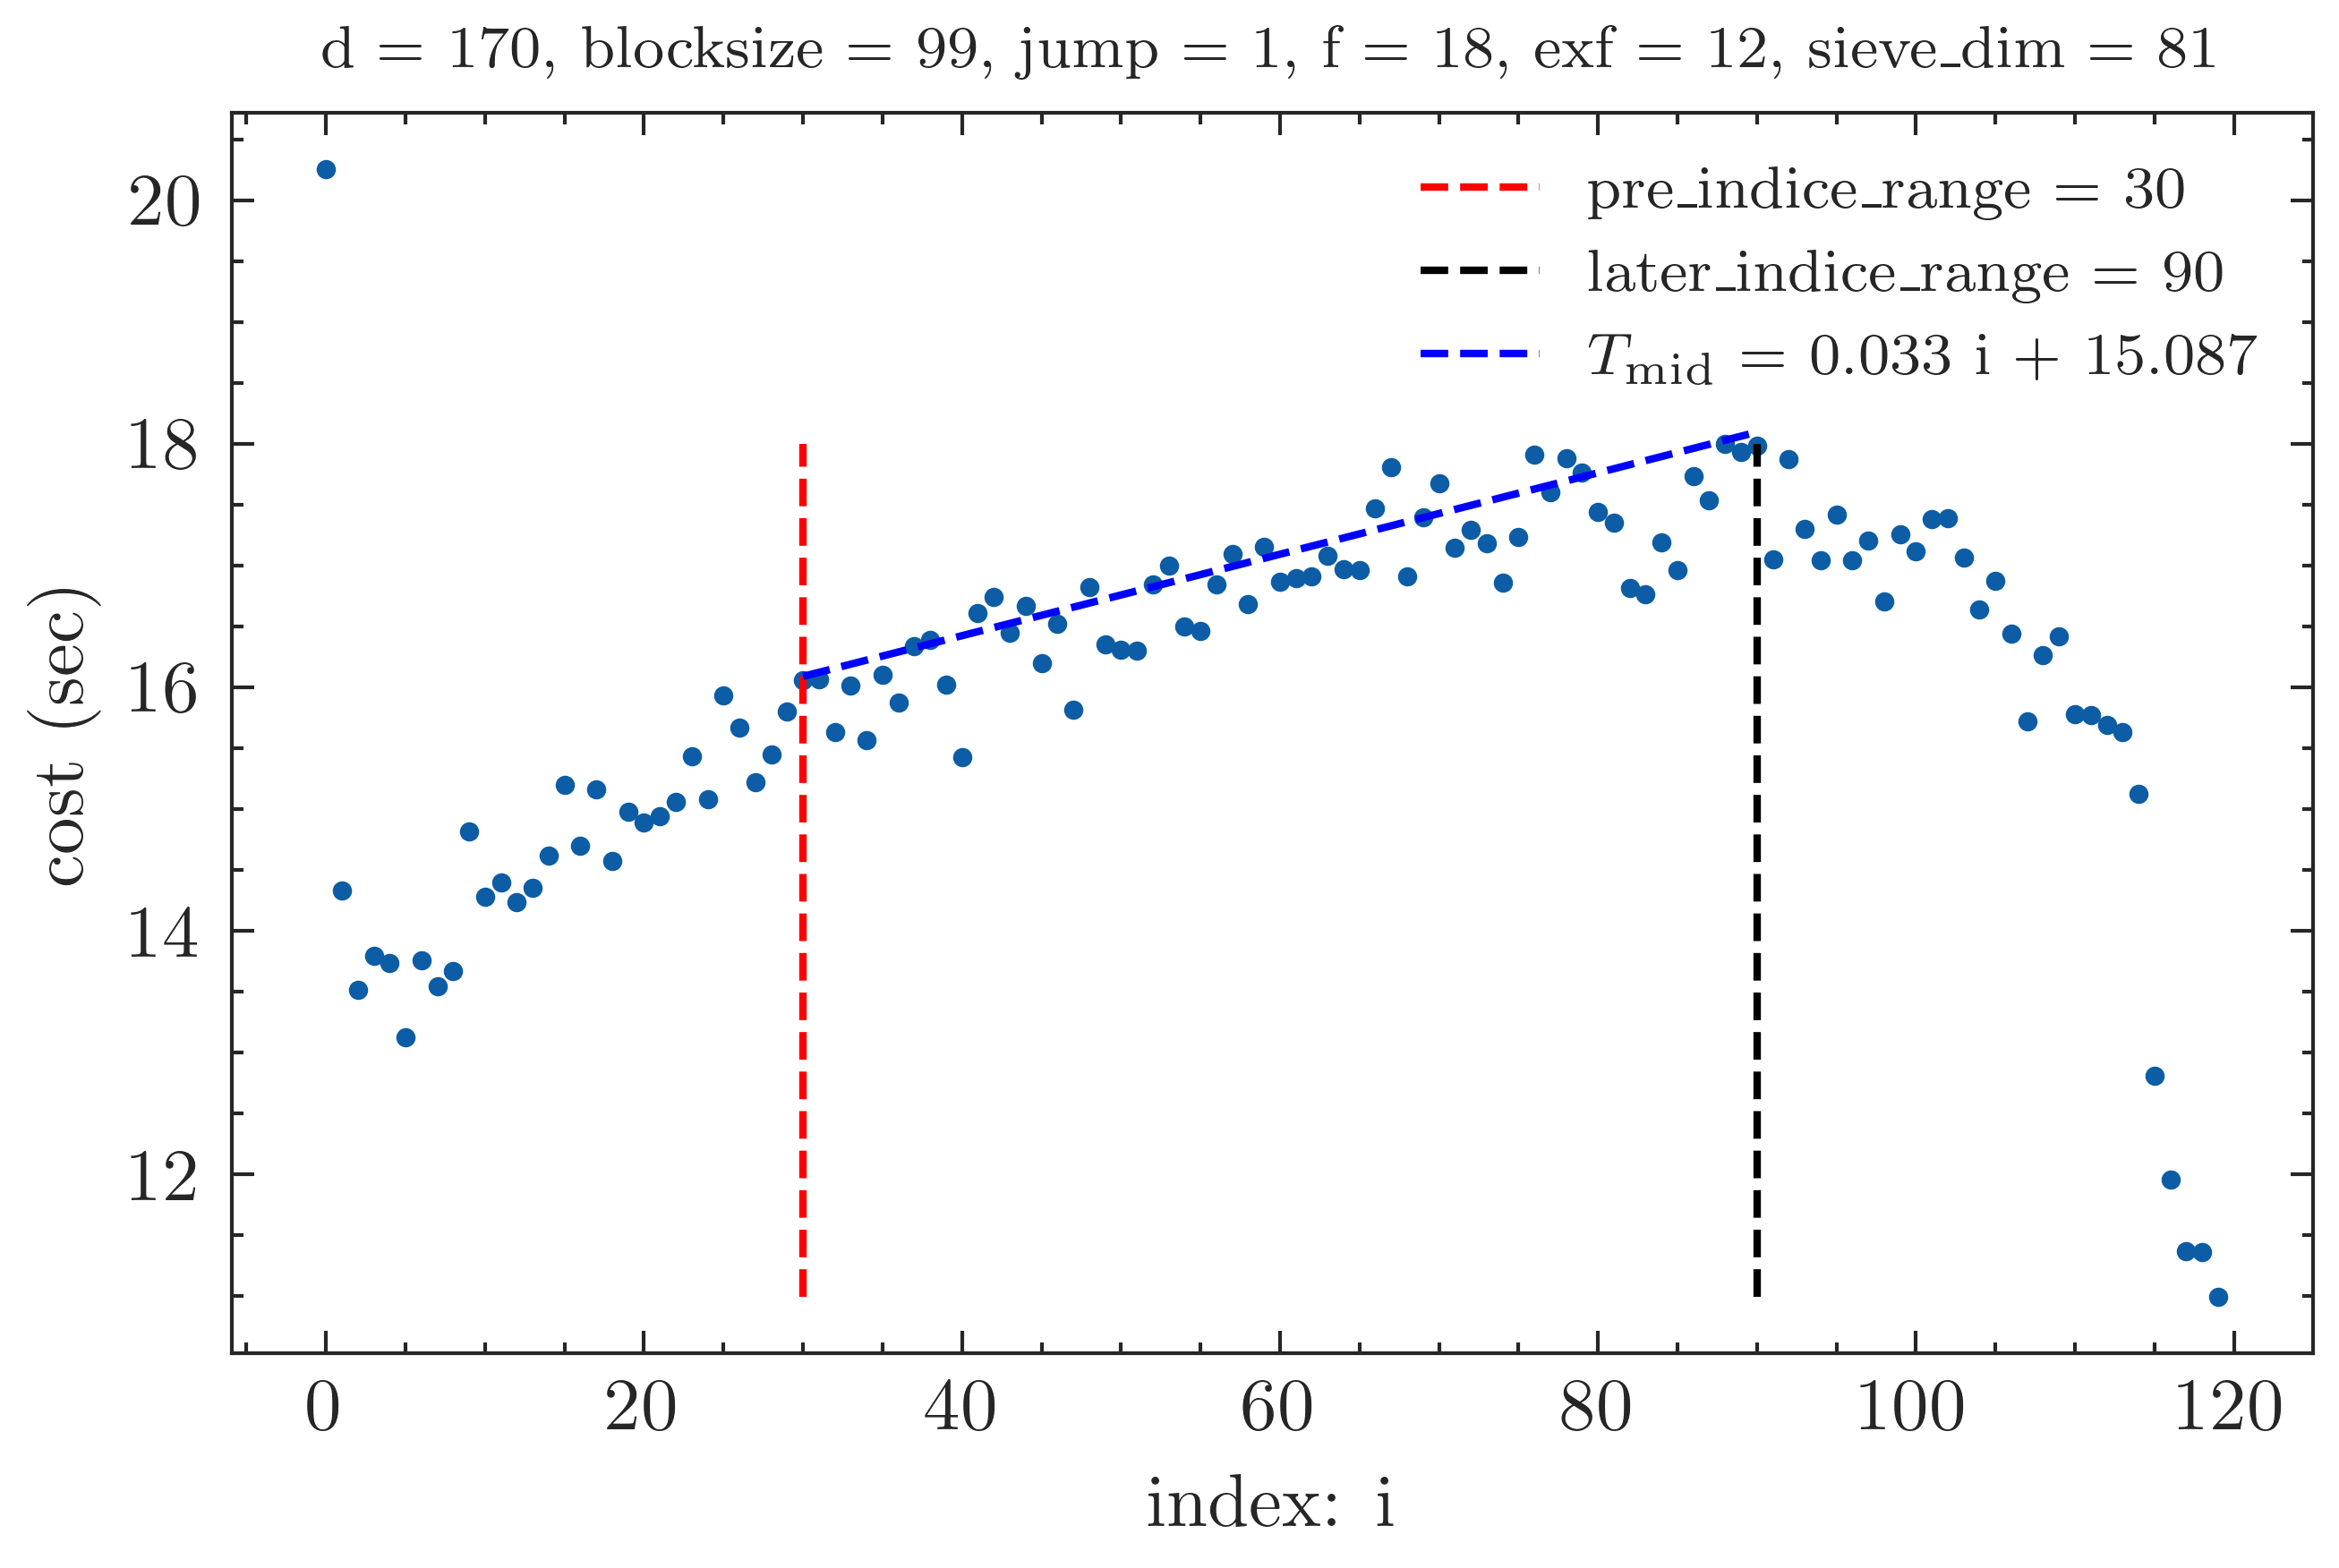 d = 170, blocksize = 99, jump = 1, f = 18, exf = 12, sieve_dim = 81
pre_indice_range = 30
later_indice_range = 90
T_mid = 0.033 i + 15.087
cost (sec)
20
18
16
14
12
0 20 40 60 80 100 120
index: i